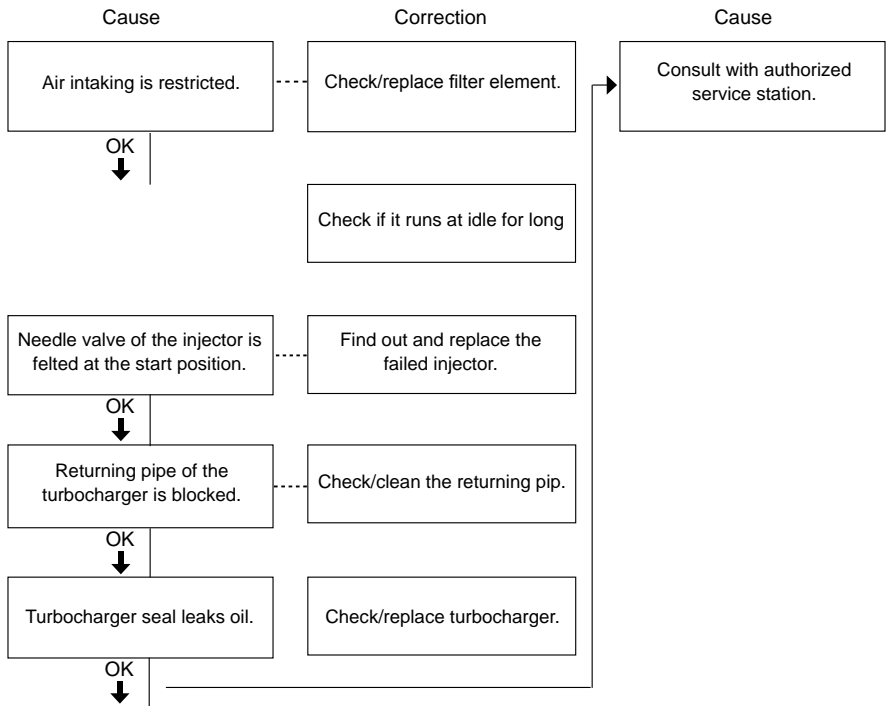 Cause
Correction
Cause
Air intaking is restricted.
Check/replace filter element.
Consult with authorized
service station.
OK
Check if it runs at idle for long
Needle valve of the injector is
felted at the start position.
Find out and replace the
failed injector.
OK
Returning pipe of the
turbocharger is blocked.
Check/clean the returning pip.
OK
Turbocharger seal leaks oil.
Check/replace turbocharger.
OK